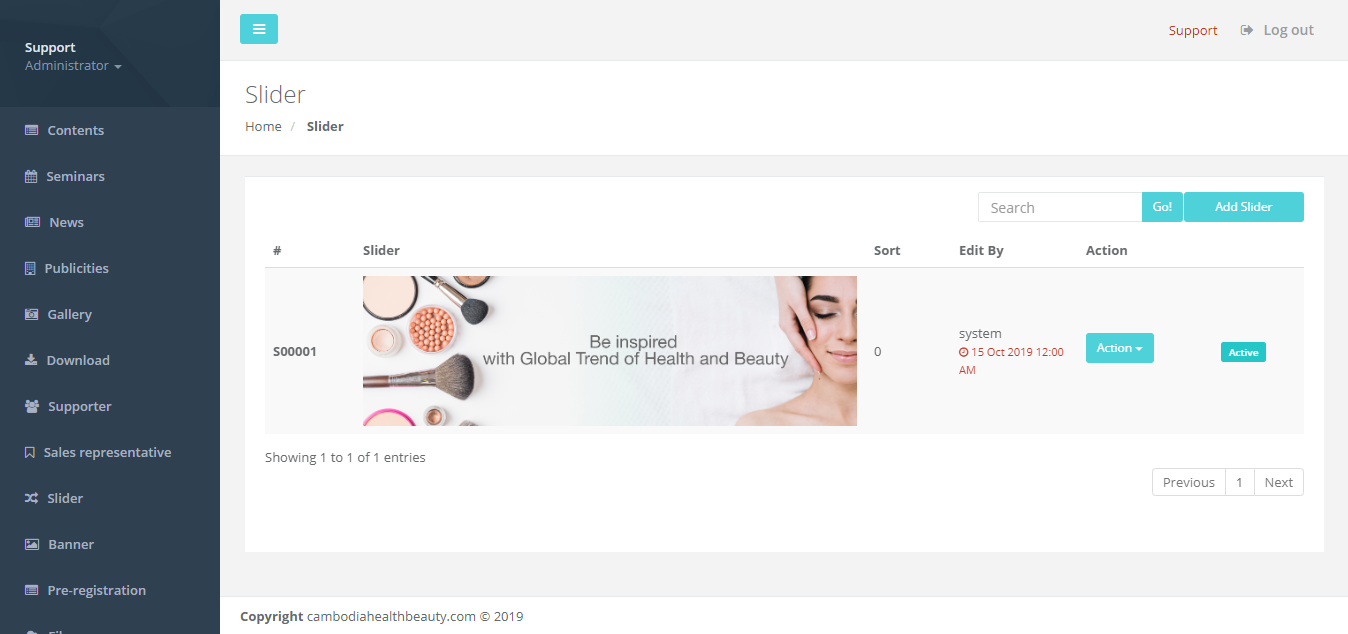 Support
Administrator
Contents
Seminars
News
Publicities
Gallery
Download
Supporter
Sales representative
Slider
Banner
Pre-registration
Support
Log out
Slider
Home / Slider
Search
Go!
Add Slider
# Slider Sort Edit By Action
S00001
Be inspired
with Global Trend of Health and Beauty
0
system
15 Oct 2019 12:00
AM
Action
Active
Showing 1 to 1 of 1 entries
Previous 1 Next
Copyright cambodiahealthbeauty.com © 2019